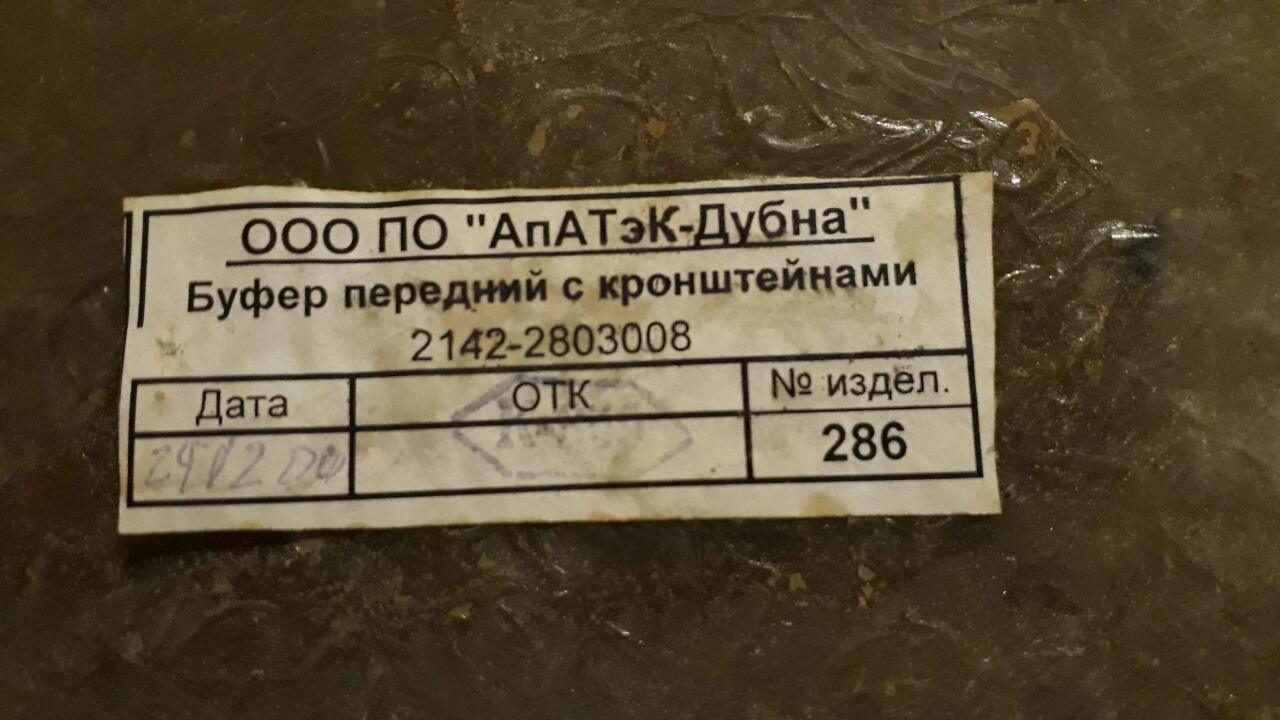 ООО ПО "АпАТэК-Дубна"
Буфер передний с кронштейнами
2142-2803008
Дата ОТК № издел.
286